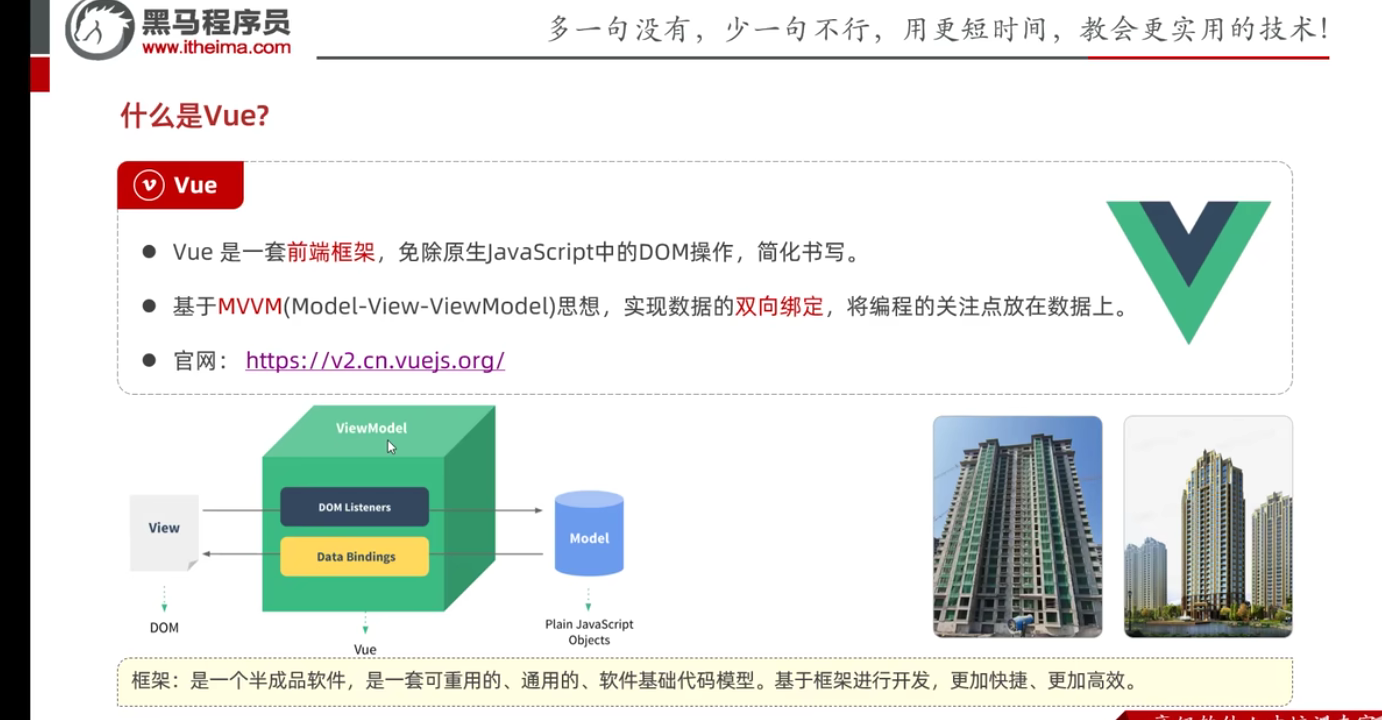 黑马程序员
www.itheima.com
多一句没有，少一句不行，用更短时间，教会更实用的技术！
什么是Vue?
Vue
Vue 是一套前端框架，免除原生JavaScript中的DOM操作，简化书写。
基于MVVM(Model-View-ViewModel)思想，实现数据的双向绑定，将编程的关注点放在数据上。
官网： https://v2.cn.vuejs.org/
ViewModel
DOM Listeners
View
Model
Data Bindings
DOM
Plain JavaScript
Objects
Vue
框架：是一个半成品软件，是一套可重用的、通用的、软件基础代码模型。基于框架进行开发，更加快捷、更加高效。